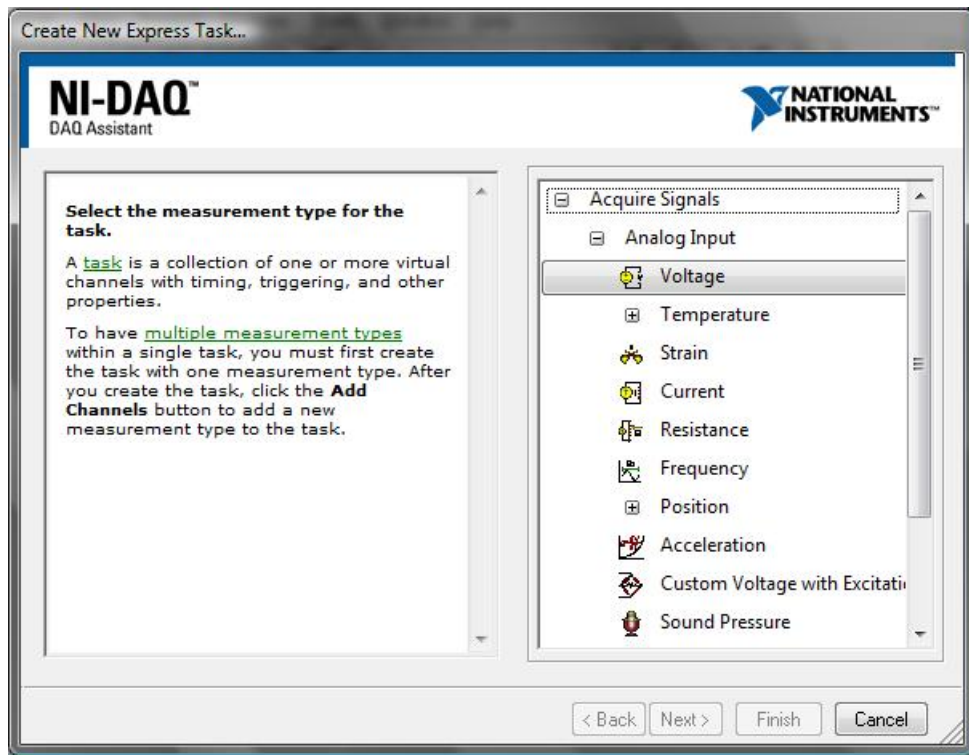 Create New Express Task...
NI-DAQ™
DAQ Assistant
NATIONAL
INSTRUMENTS™
Select the measurement type for the
task.
A task is a collection of one or more virtual
channels with timing, triggering, and other
properties.
To have multiple measurement types
within a single task, you must first create
the task with one measurement type. After
you create the task, click the Add
Channels button to add a new
measurement type to the task.
Acquire Signals
Analog Input
Voltage
Temperature
Strain
Current
Resistance
Frequency
Position
Acceleration
Custom Voltage with Excitati
Sound Pressure
< Back
Next >
Finish
Cancel